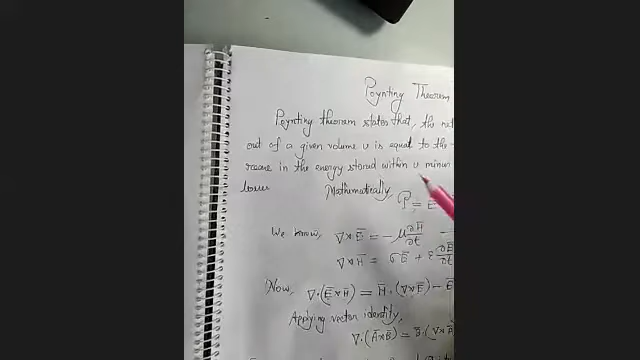 Poynting Theorem
Poynting theorem states that, the net
out of a given volume v is equal to the
rease in the energy stored within v minus
losses
Mathematically, P = E
We know, ∇×E̅ = -μ ∂H̅/∂t
∇×H̅ = σE̅ + ε ∂E̅/∂t
Now, ∇·(E̅×H̅) = H̅·(∇×E̅) - E̅
Applying vector identity,
∇·(A̅×B̅) = B̅·(∇×A̅)